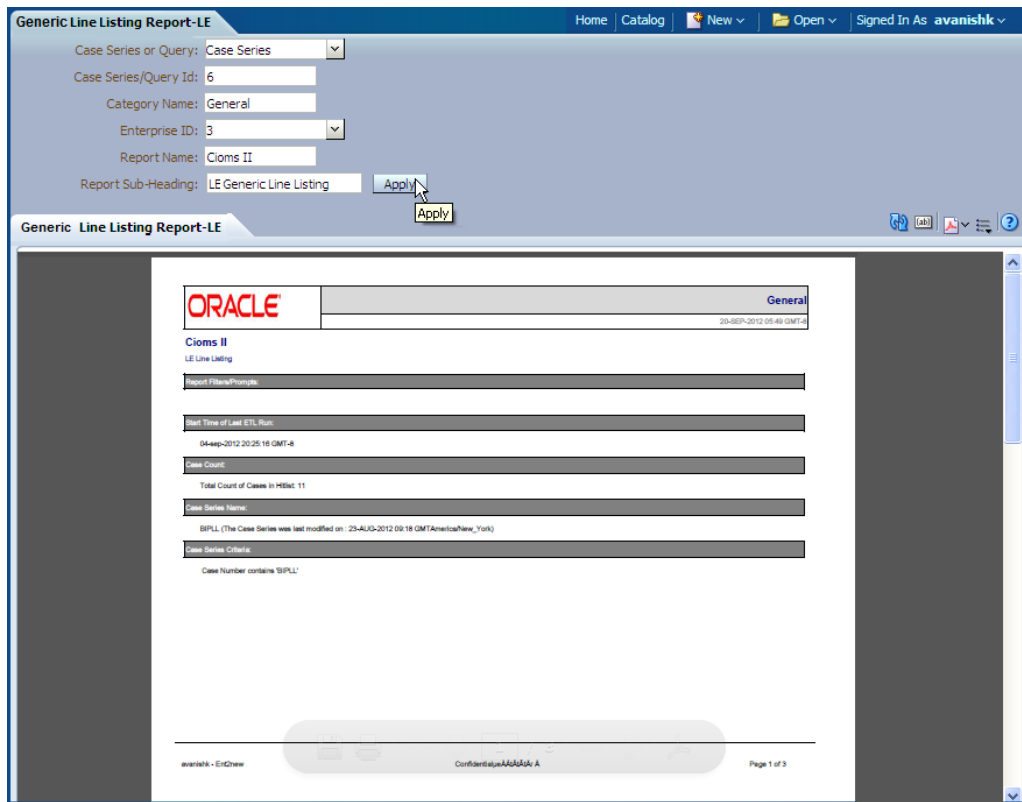 Generic Line Listing Report-LE
Home Catalog New Open Signed In As avanishk
Case Series or Query: Case Series
Case Series/Query Id: 6
Category Name: General
Enterprise ID: 3
Report Name: Cioms II
Report Sub-Heading: LE Generic Line Listing Apply
Apply
Generic Line Listing Report-LE
ORACLE
General
20-SEP-2012 05:49 GMT-8
Cioms II
LE Line Listing
Report Filters/Prompts:
Start Time of Last ETL Run:
04-sep-2012 20:25:16 GMT-8
Case Count:
Total Count of Cases in Hitlist: 11
Case Series Name:
BIPLL (The Case Series was last modified on : 23-AUG-2012 09:18 GMTAmerica/New_York)
Case Series Criteria:
Case Number contains 'BIPLL'
avanishk - Ent2new
Page 1 of 3